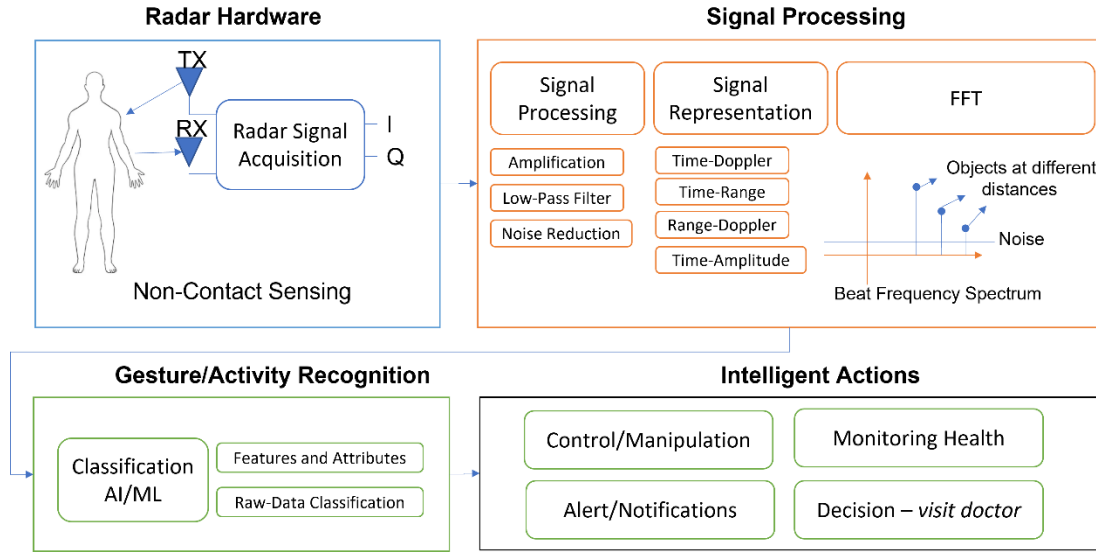 Radar Hardware
TX
RX
Radar Signal
Acquisition
I
Q
Non-Contact Sensing
Signal Processing
Signal
Processing
Amplification
Low-Pass Filter
Noise Reduction
Signal
Representation
Time-Doppler
Time-Range
Range-Doppler
Time-Amplitude
FFT
Objects at different
distances
Noise
Beat Frequency Spectrum
Gesture/Activity Recognition
Classification
AI/ML
Features and Attributes
Raw-Data Classification
Intelligent Actions
Control/Manipulation
Monitoring Health
Alert/Notifications
Decision – visit doctor